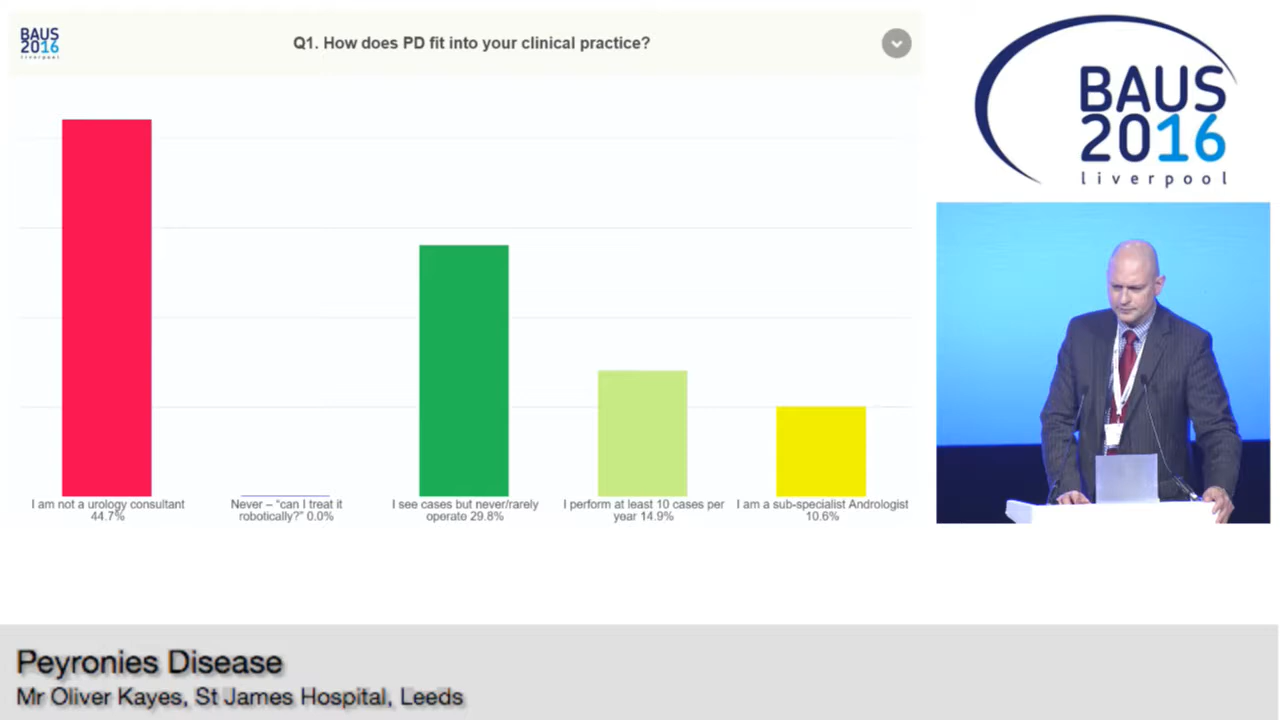 BAUS
2016
liverpool
Q1. How does PD fit into your clinical practice?
I am not a urology consultant
44.7%
Never – “can I treat it
robotically?” 0.0%
I see cases but never/rarely
operate 29.8%
I perform at least 10 cases per
year 14.9%
I am a sub-specialist Andrologist
10.6%
BAUS
2016
liverpool
Peyronies Disease
Mr Oliver Kayes, St James Hospital, Leeds